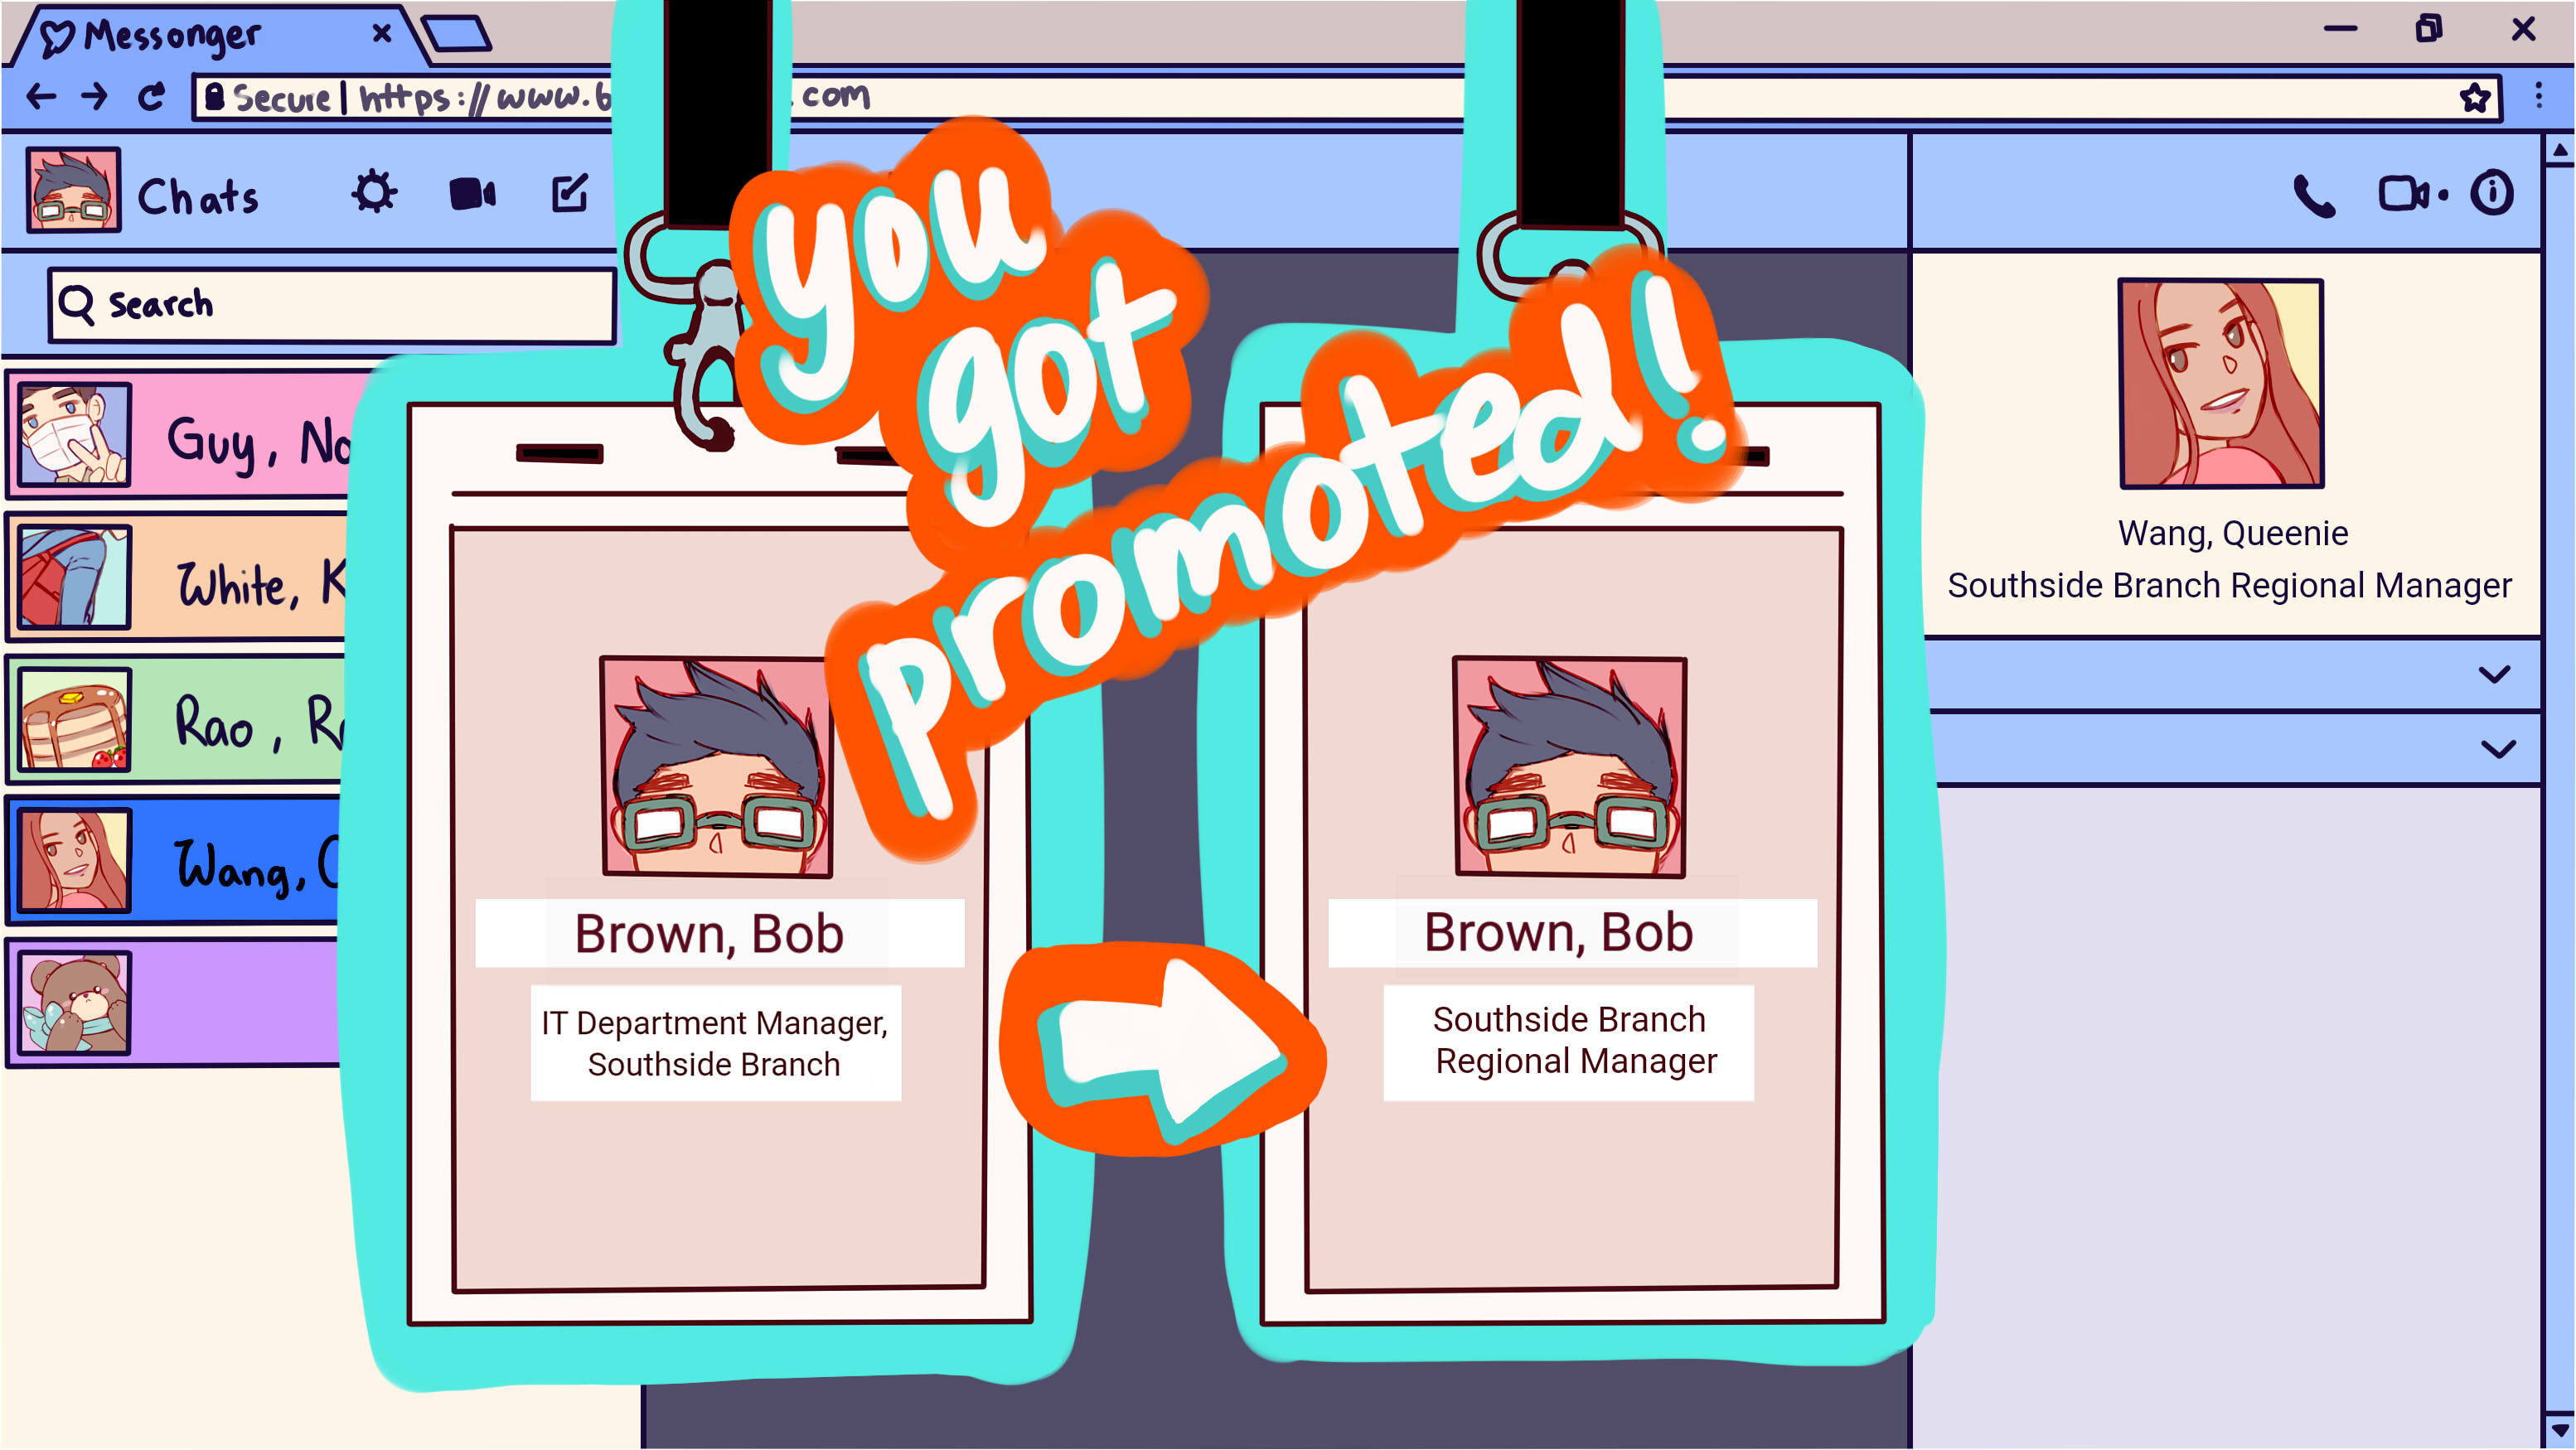 Messonger
Secure | https://www.b .com
Chats
Search
Guy, No
White, K
Rao, R
Wang,
you
got
promoted!
Brown, Bob
IT Department Manager,
Southside Branch
Brown, Bob
Southside Branch
Regional Manager
Wang, Queenie
Southside Branch Regional Manager